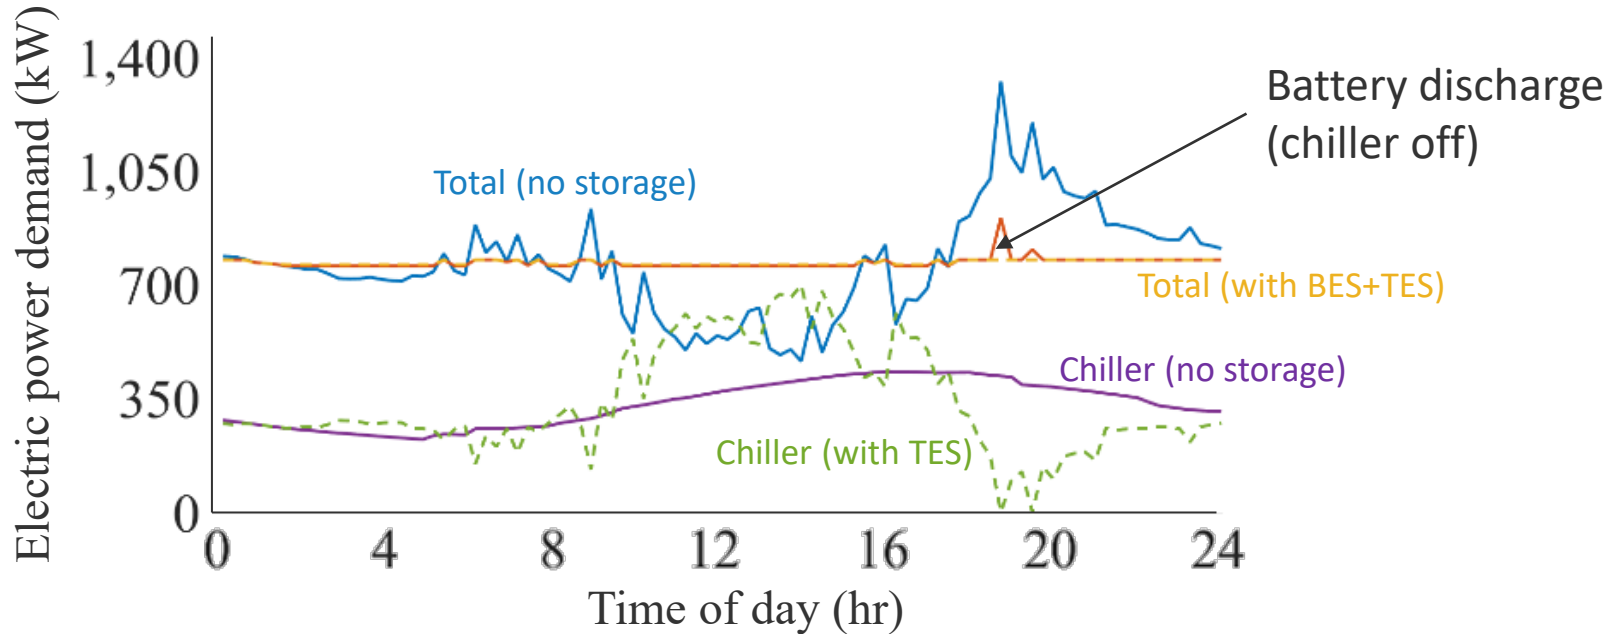 Electric power demand (kW)
1,400
1,050
700
350
0
Total (no storage)
Battery discharge
(chiller off)
Total (with BES+TES)
Chiller (no storage)
Chiller (with TES)
0 4 8 12 16 20 24
Time of day (hr)